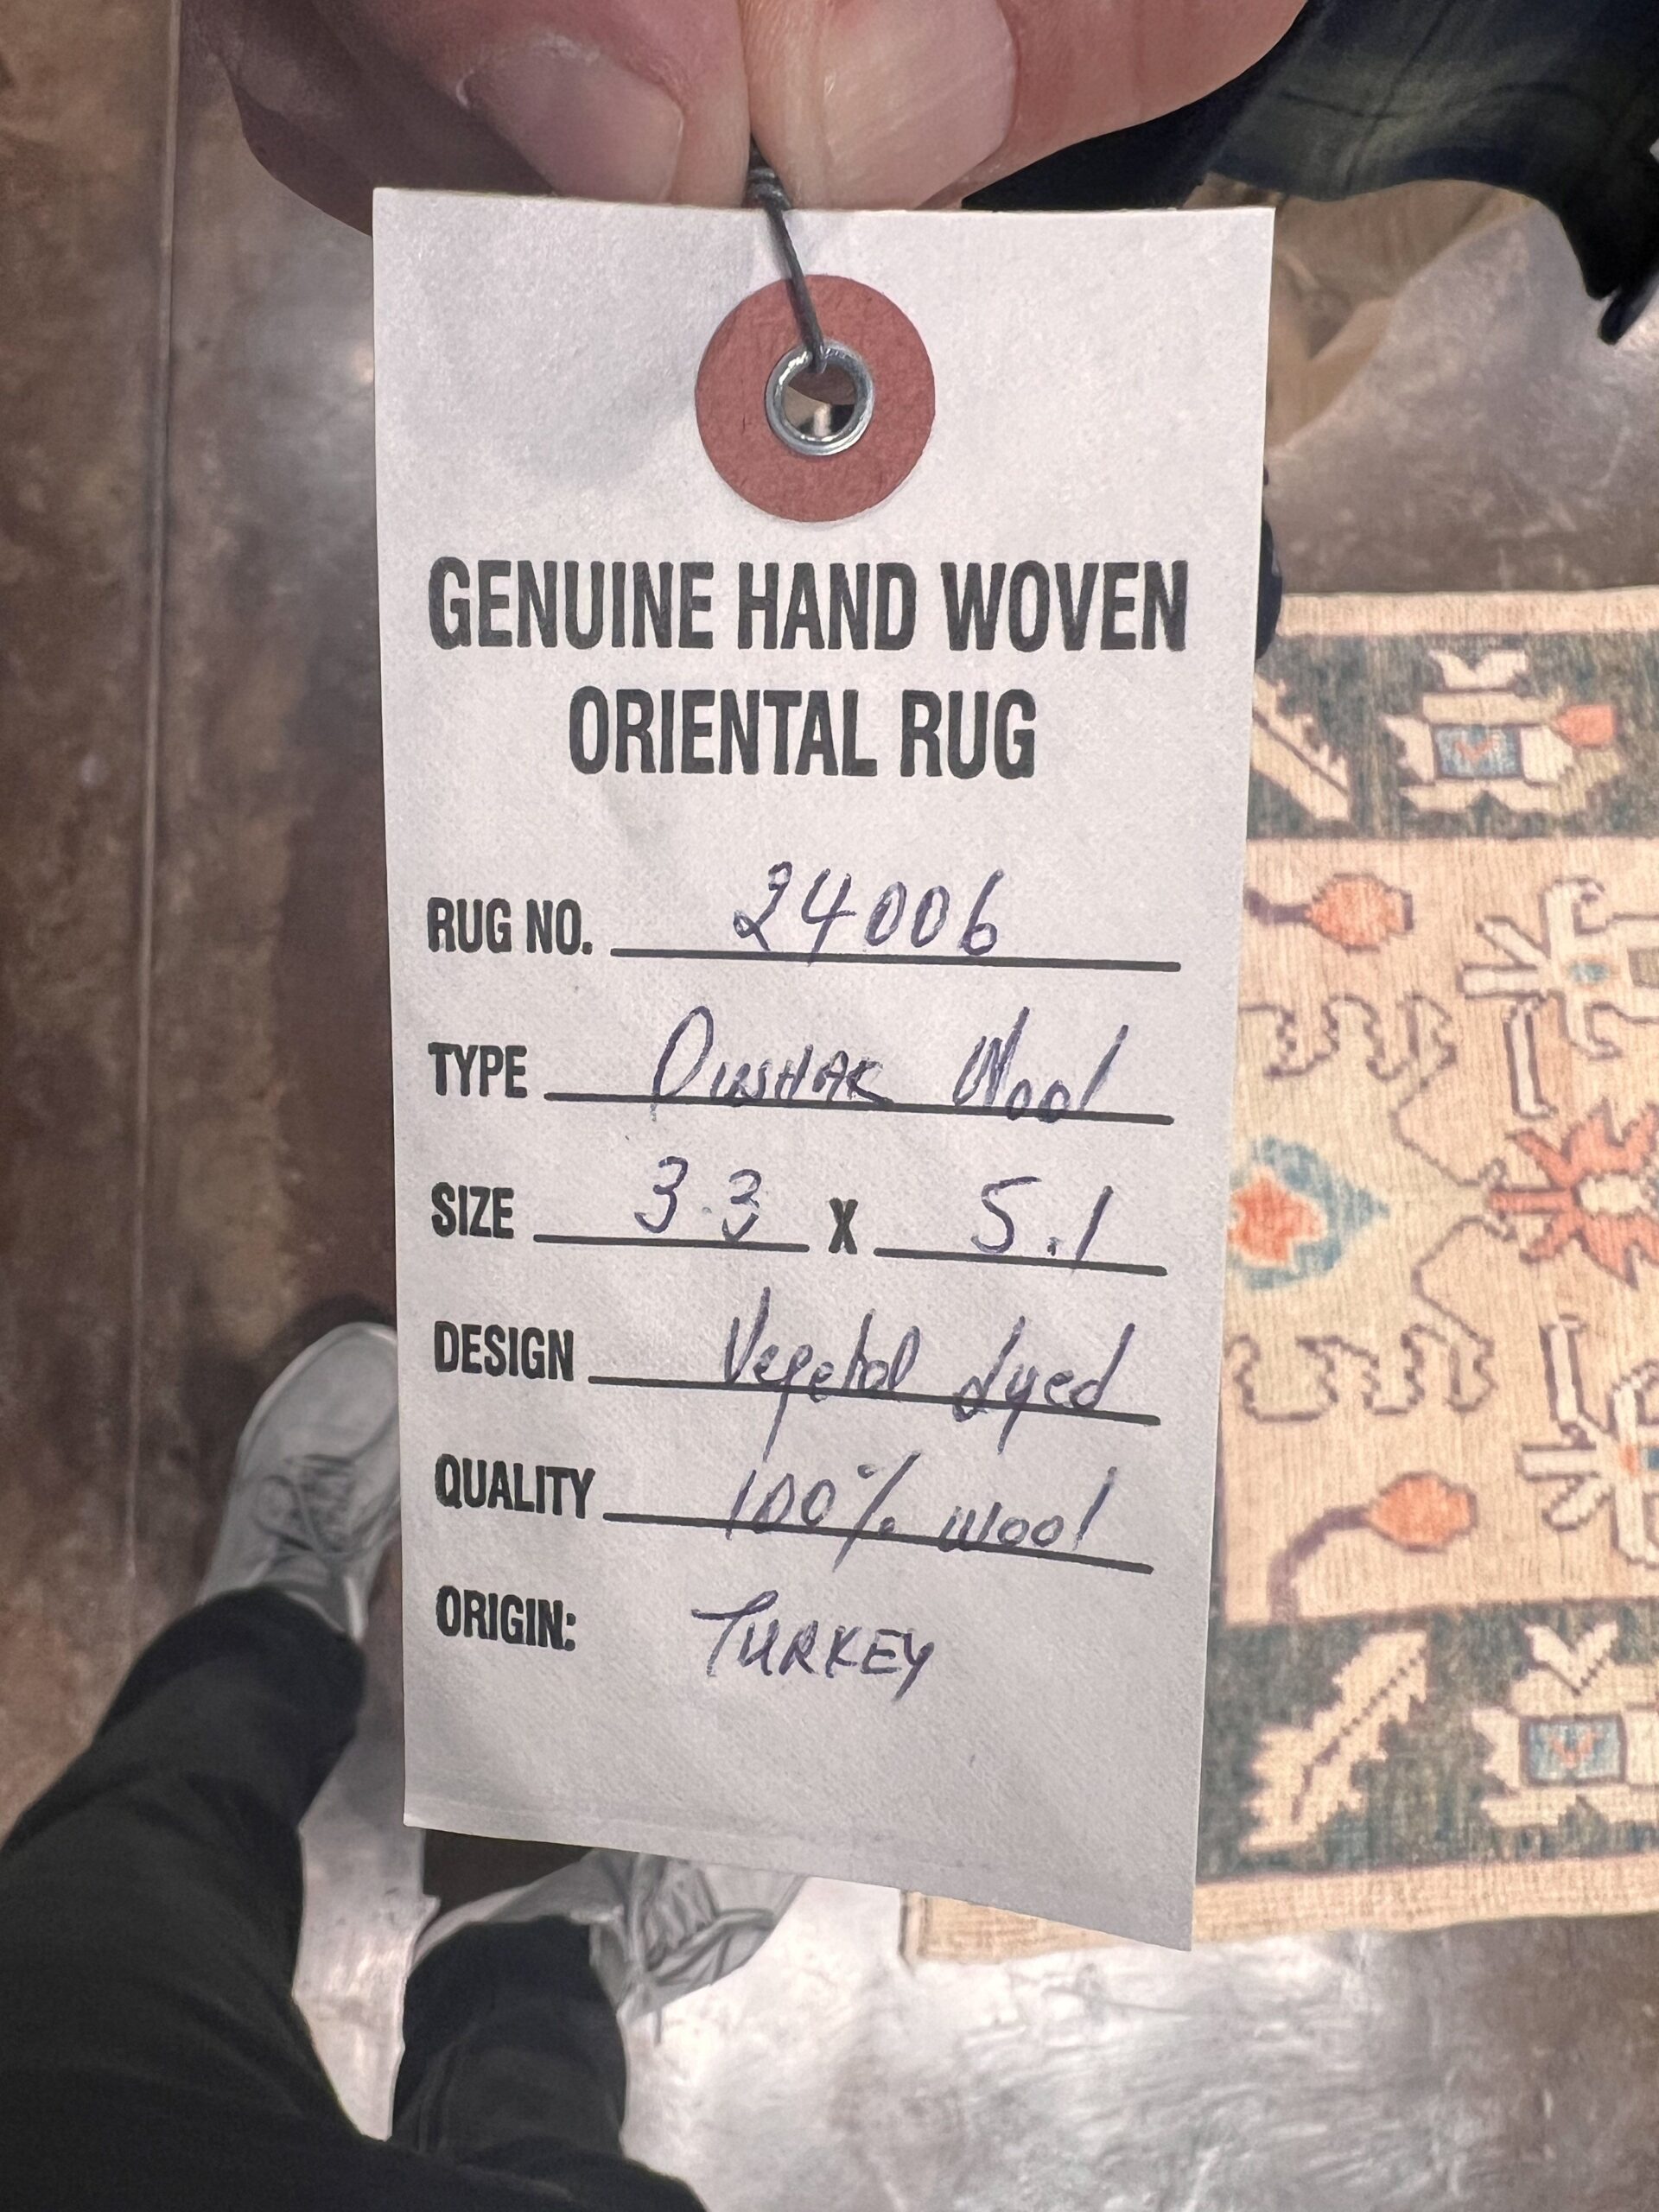 GENUINE HAND WOVEN
ORIENTAL RUG
RUG NO. 24006
TYPE OUSHAK Wool
SIZE 3.3 X 5.1
DESIGN Vegetal dyed
QUALITY 100% wool
ORIGIN: TURKEY